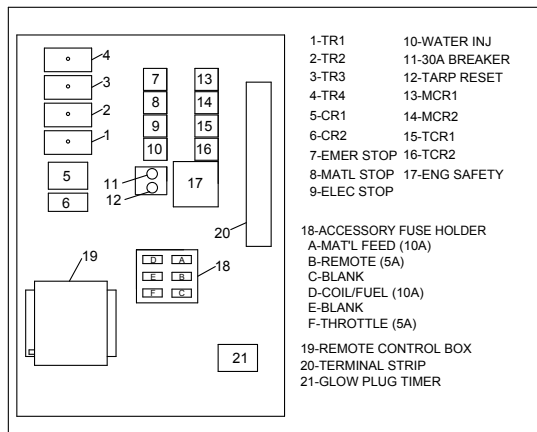 4
3
2
1
5
6
7
8
9
10
13
14
15
16
11
12
17
20
19
18
D A
E B
F C
21
1-TR1
2-TR2
3-TR3
4-TR4
5-CR1
6-CR2
7-EMER STOP
8-MATL STOP
9-ELEC STOP
10-WATER INJ
11-30A BREAKER
12-TARP RESET
13-MCR1
14-MCR2
15-TCR1
16-TCR2
17-ENG SAFETY
18-ACCESSORY FUSE HOLDER
A-MAT'L FEED (10A)
B-REMOTE (5A)
C-BLANK
D-COIL/FUEL (10A)
E-BLANK
F-THROTTLE (5A)
19-REMOTE CONTROL BOX
20-TERMINAL STRIP
21-GLOW PLUG TIMER